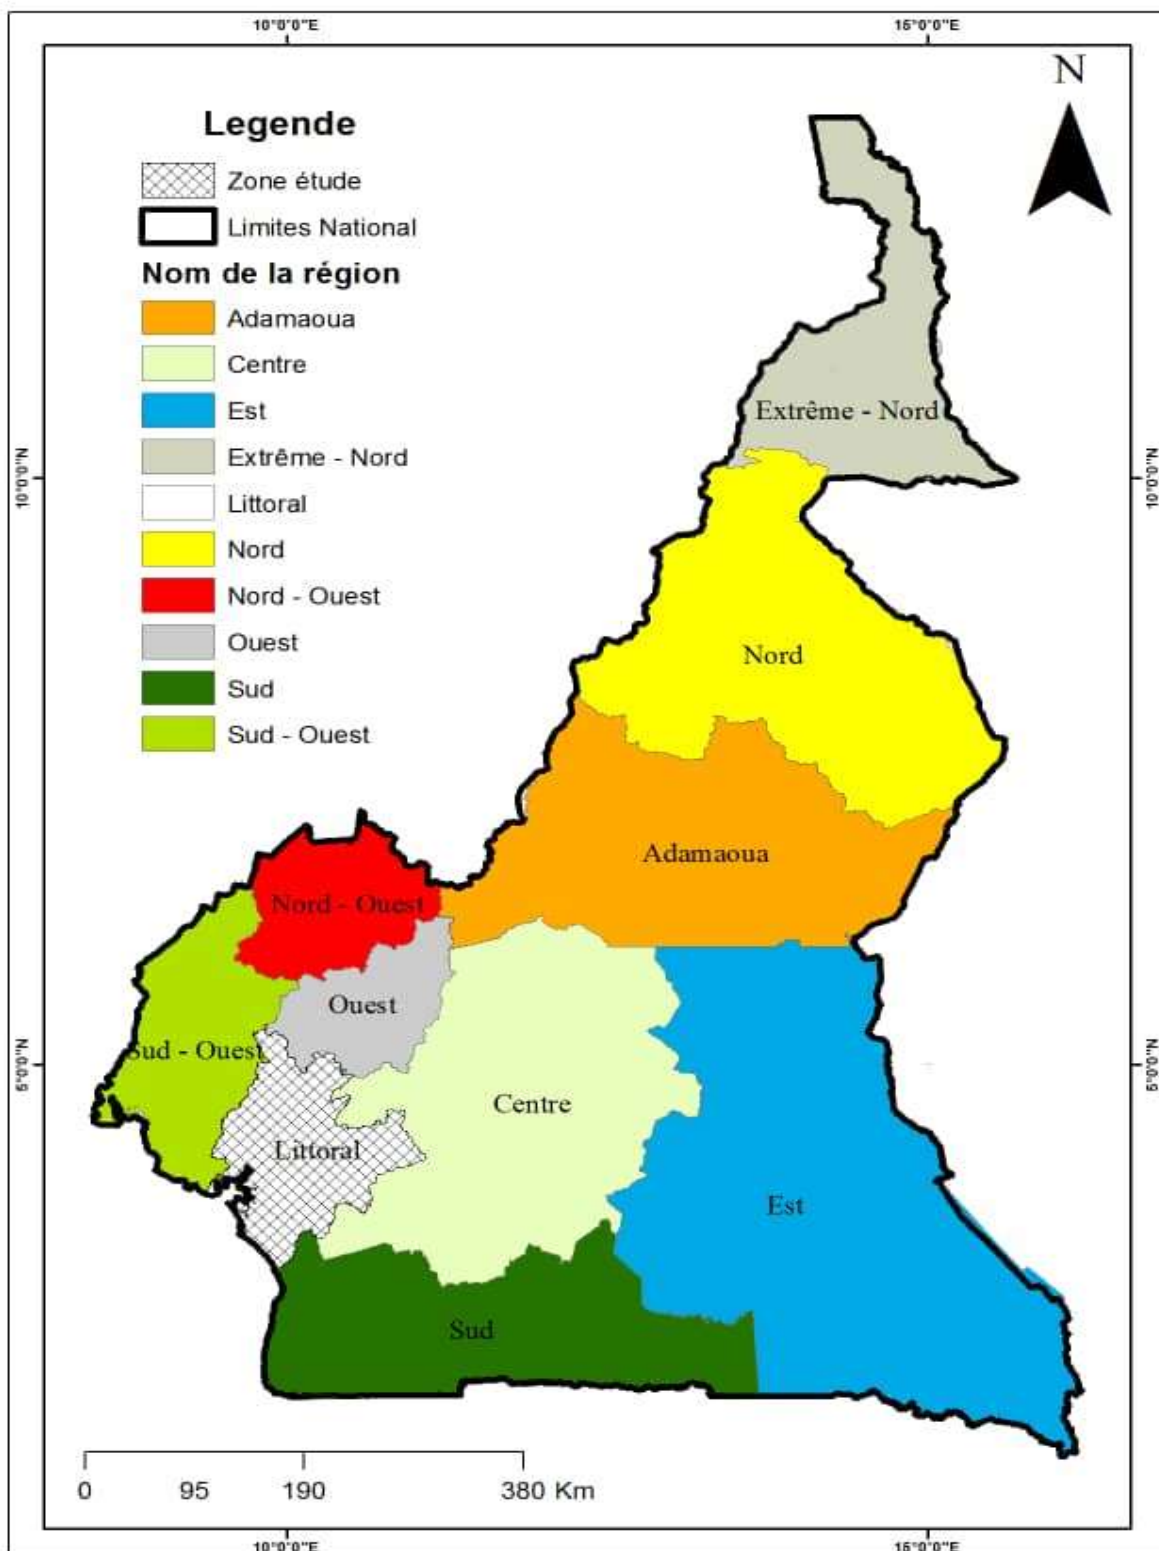 10°0'0"E
15°0'0"E
N
Legende
Zone étude
Limites National
Nom de la région
Adamaoua
Centre
Est
Extrême - Nord
Littoral
Nord
Nord - Ouest
Ouest
Sud
Sud - Ouest
Extrême - Nord
10°0'0"N
10°0'0"N
Nord
Adamaoua
Nord - Ouest
Ouest
Sud - Ouest
5°0'0"N
5°0'0"N
Centre
Littoral
Est
Sud
0 95 190 380 Km
10°0'0"E
15°0'0"E